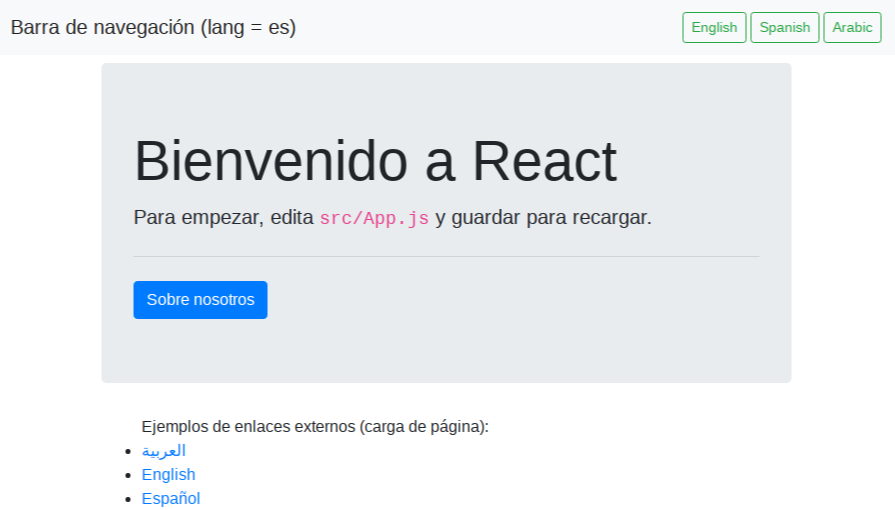 Barra de navegación (lang = es)
English
Spanish
Arabic
Bienvenido a React
Para empezar, edita src/App.js y guardar para recargar.
Sobre nosotros
Ejemplos de enlaces externos (carga de página):
العربية
English
Español